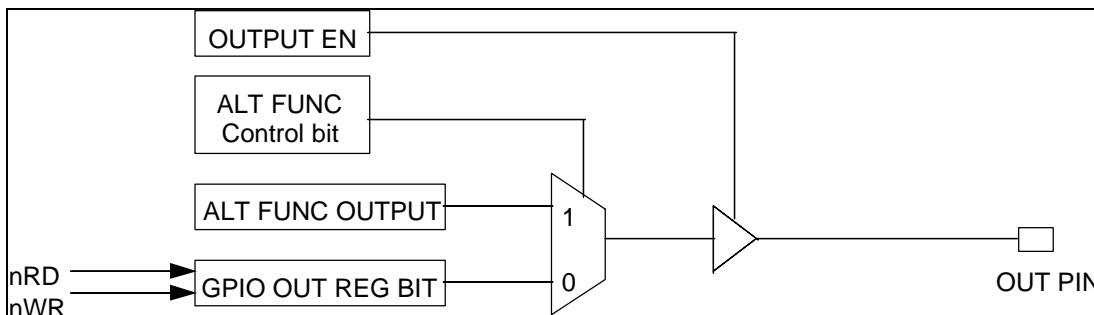 OUTPUT EN
ALT FUNC
Control bit
ALT FUNC OUTPUT
1
0
nRD
nWR
GPIO OUT REG BIT
OUT PIN